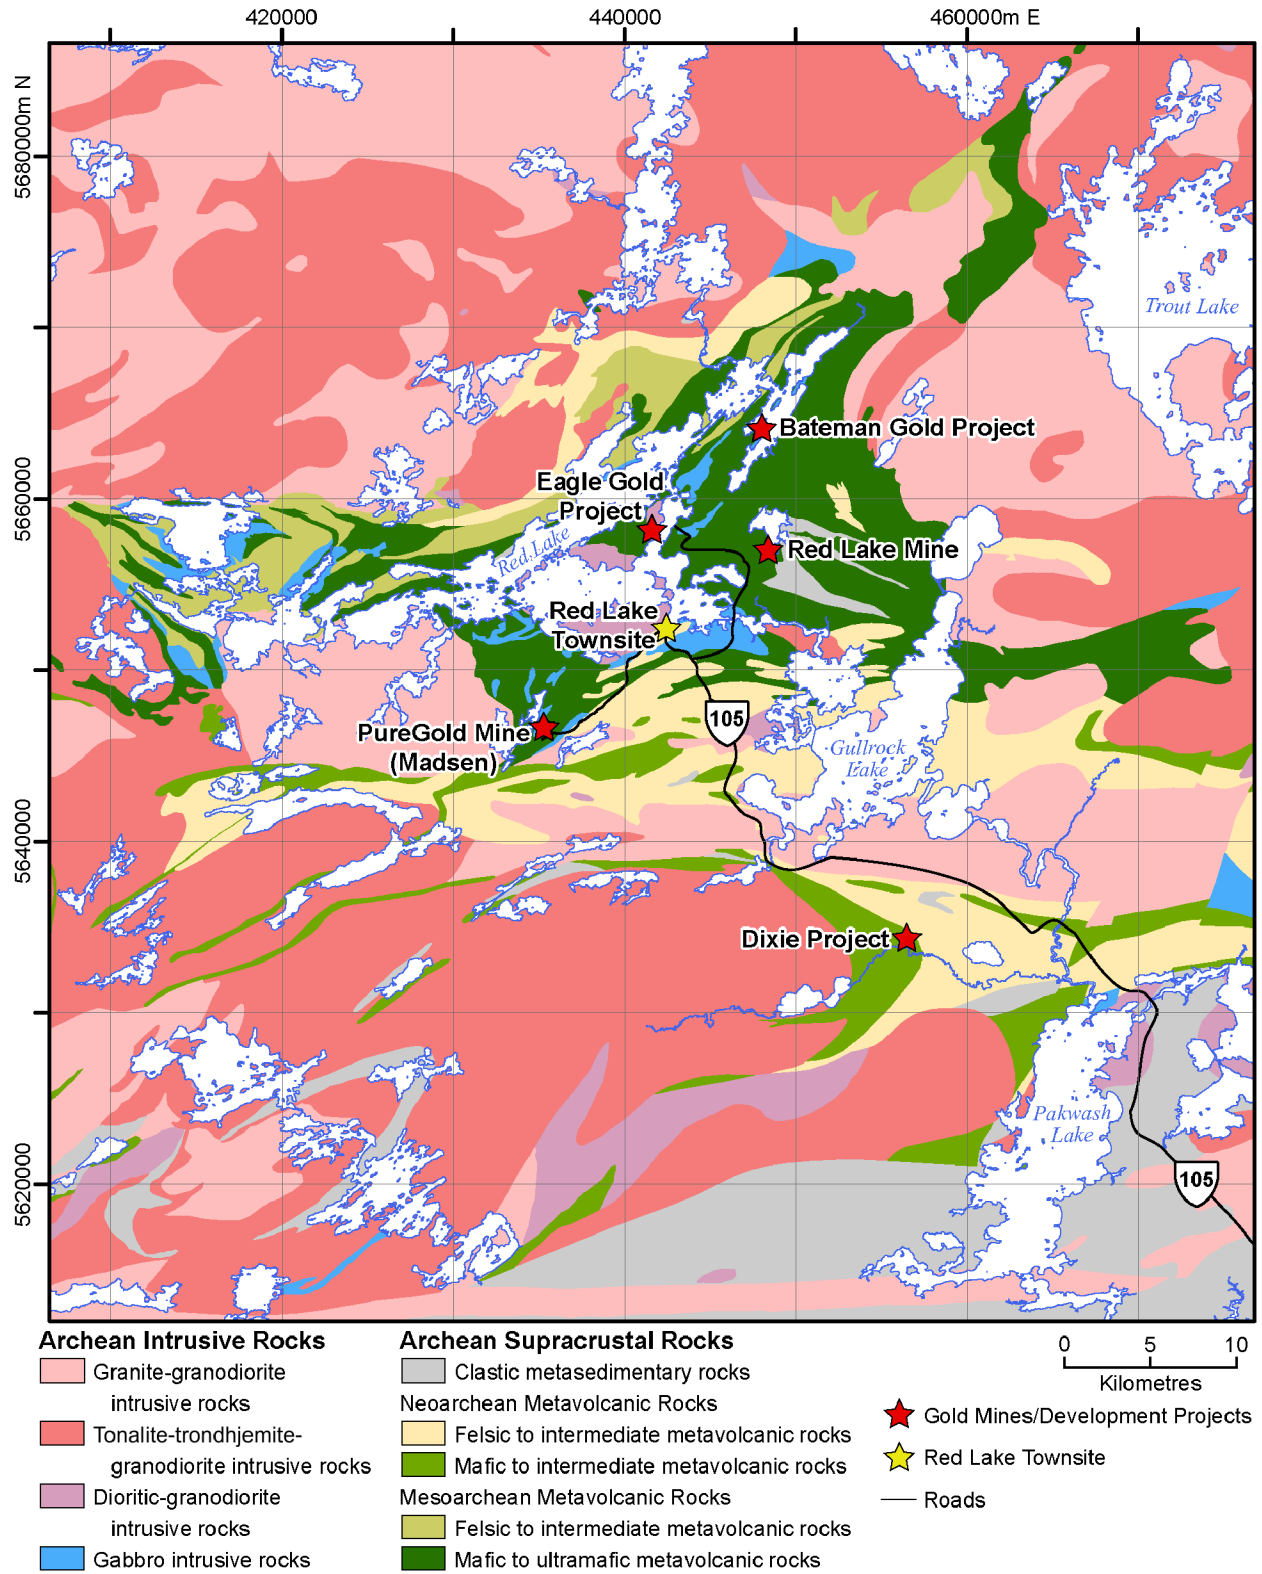 420000
440000
460000m E
5680000m N
5660000
5640000
5620000
Trout Lake
Bateman Gold Project
Eagle Gold
Project
Red Lake
Red Lake Mine
Red Lake
Townsite
105
PureGold Mine
(Madsen)
Gullrock
Lake
Dixie Project
Pakwash
Lake
105
Archean Intrusive Rocks
Granite-granodiorite
intrusive rocks
Tonalite-trondhjemite-
granodiorite intrusive rocks
Dioritic-granodiorite
intrusive rocks
Gabbro intrusive rocks
Archean Supracrustal Rocks
Clastic metasedimentary rocks
Neoarchean Metavolcanic Rocks
Felsic to intermediate metavolcanic rocks
Mafic to intermediate metavolcanic rocks
Mesoarchean Metavolcanic Rocks
Felsic to intermediate metavolcanic rocks
Mafic to ultramafic metavolcanic rocks
0 5 10
Kilometres
Gold Mines/Development Projects
Red Lake Townsite
Roads